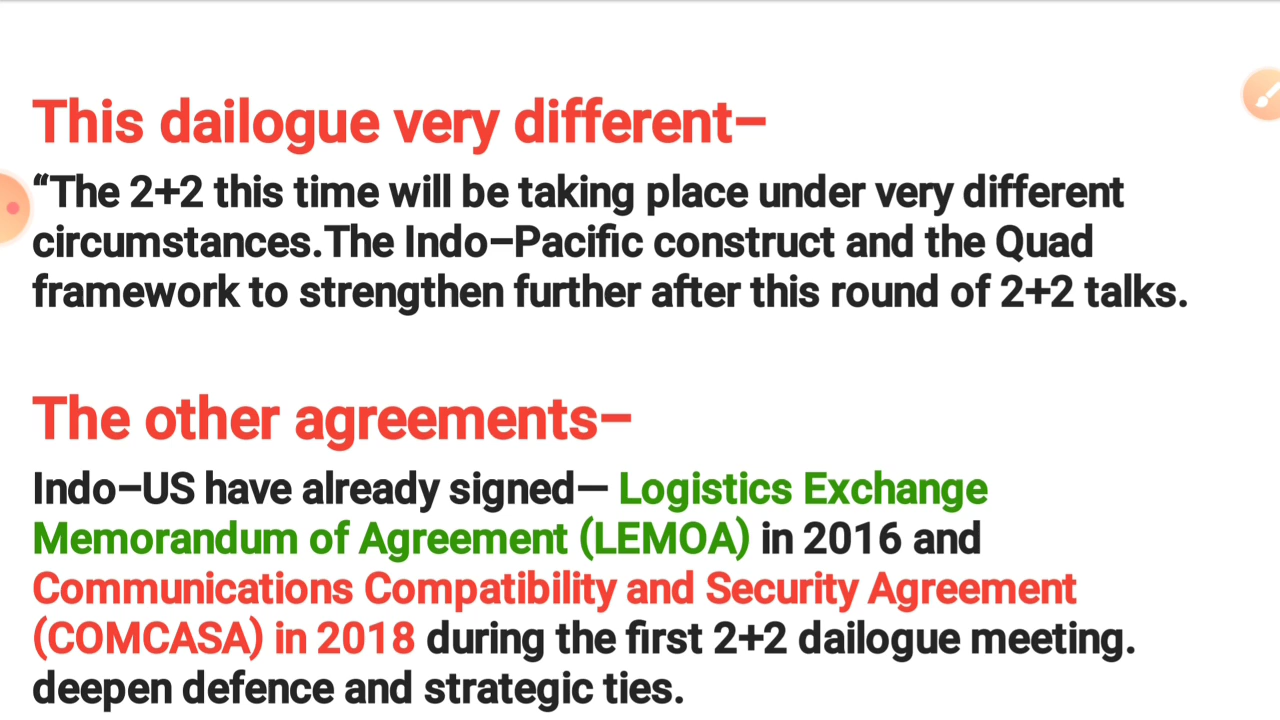 This dailogue very different–
“The 2+2 this time will be taking place under very different
circumstances.The Indo–Pacific construct and the Quad
framework to strengthen further after this round of 2+2 talks.
The other agreements–
Indo–US have already signed— Logistics Exchange
Memorandum of Agreement (LEMOA) in 2016 and
Communications Compatibility and Security Agreement
(COMCASA) in 2018 during the first 2+2 dailogue meeting.
deepen defence and strategic ties.